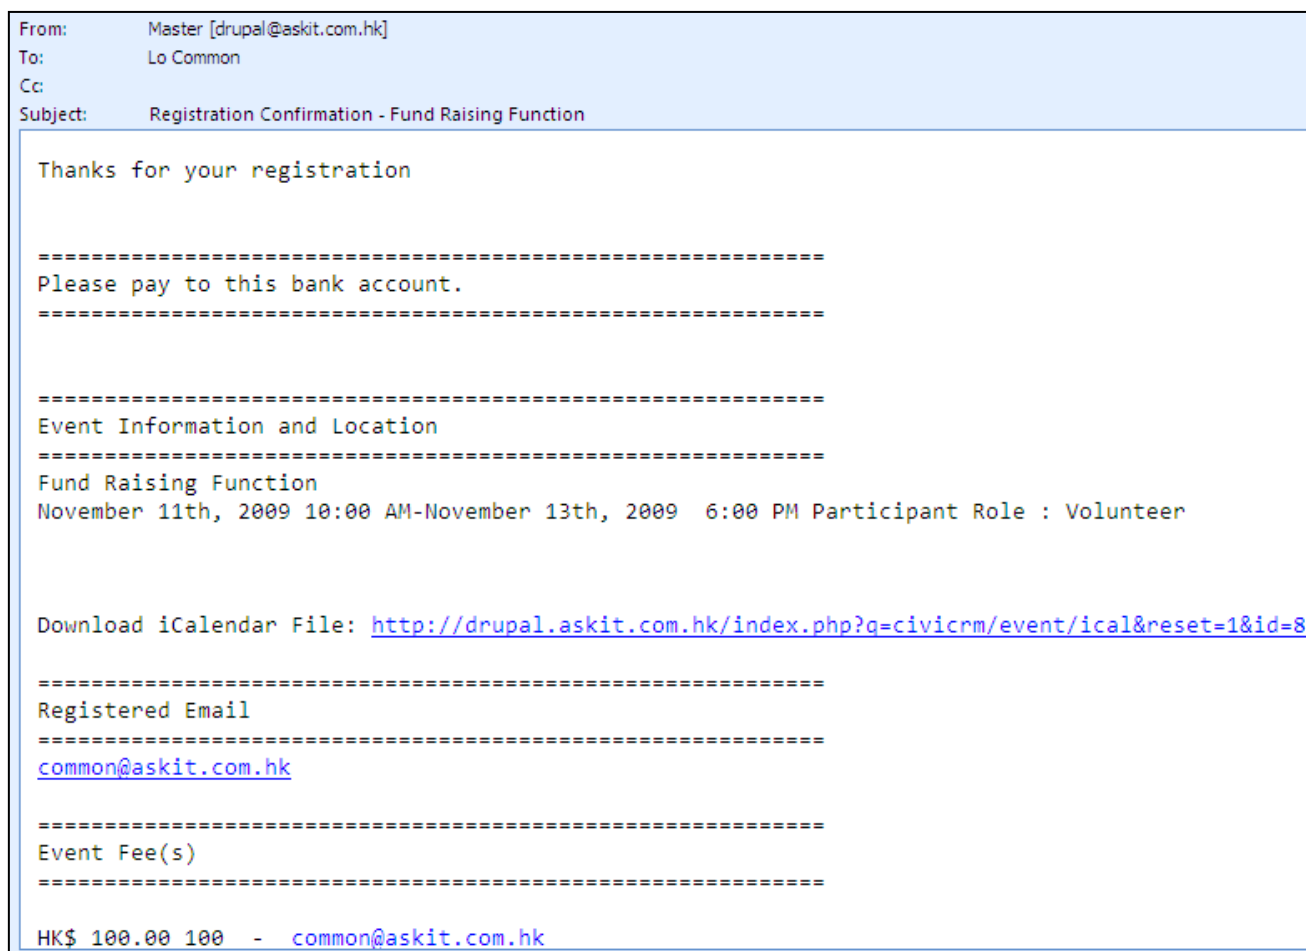 From: Master [drupal@askit.com.hk]
To: Lo Common
Cc:
Subject: Registration Confirmation - Fund Raising Function
Thanks for your registration
===========================================================
Please pay to this bank account.
===========================================================
===========================================================
Event Information and Location
===========================================================
Fund Raising Function
November 11th, 2009 10:00 AM-November 13th, 2009  6:00 PM Participant Role : Volunteer
Download iCalendar File: http://drupal.askit.com.hk/index.php?q=civicrm/event/ical&reset=1&id=8
===========================================================
Registered Email
===========================================================
common@askit.com.hk
===========================================================
Event Fee(s)
===========================================================
HK$ 100.00 100  -  common@askit.com.hk